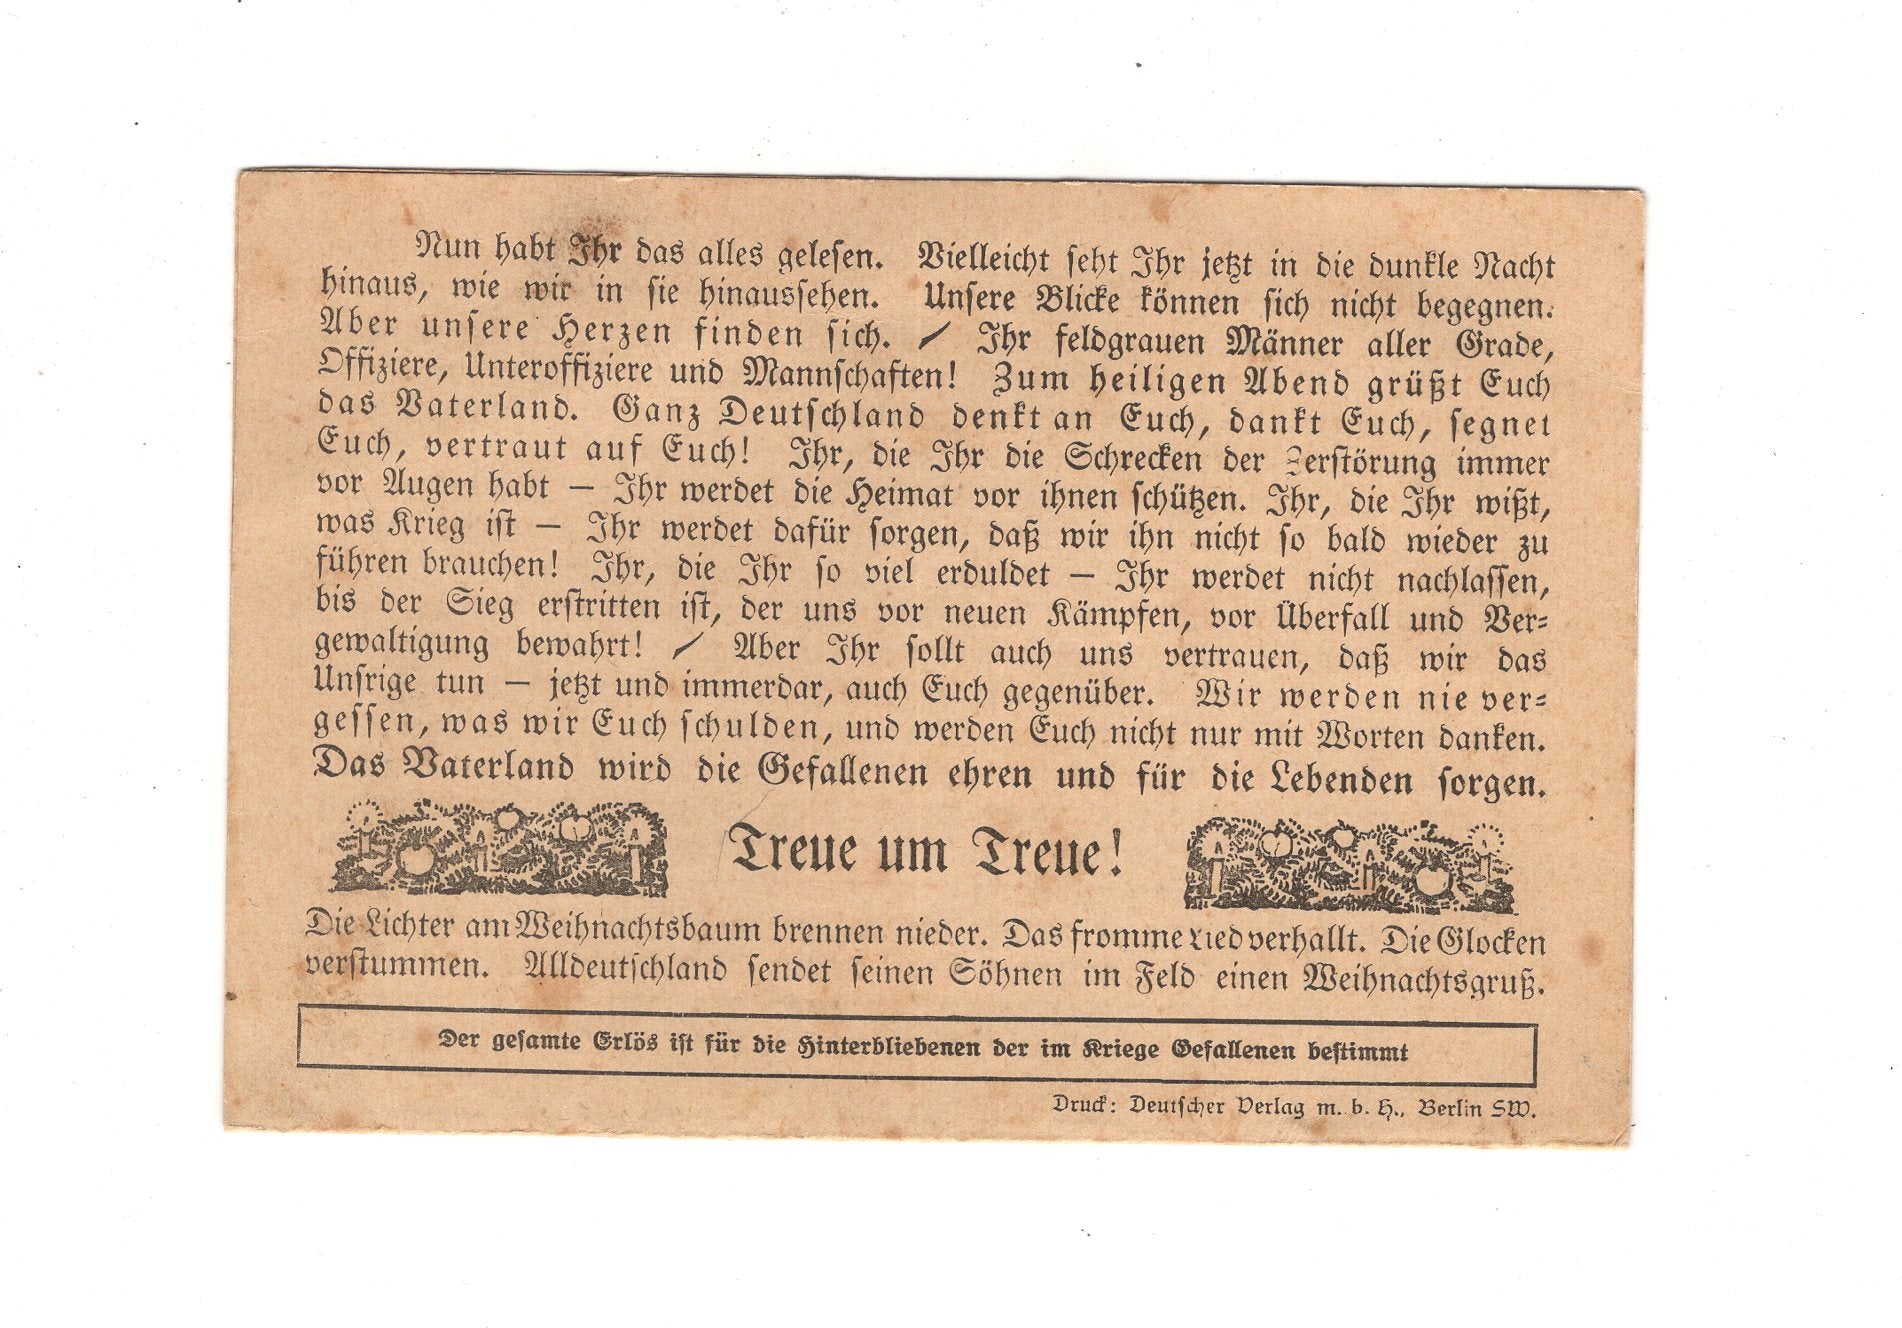 Nun habt Ihr das alles gelesen. Vielleicht seht Ihr jetzt in die dunkle Nacht
hinaus, wie wir in sie hinaussehen. Unsere Blicke können sich nicht begegnen.
Aber unsere Herzen finden sich. / Ihr feldgrauen Männer aller Grade,
Offiziere, Unteroffiziere und Mannschaften! Zum heiligen Abend grüßt Euch
das Vaterland. Ganz Deutschland denkt an Euch, dankt Euch, segnet
Euch, vertraut auf Euch! Ihr, die Ihr die Schrecken der Zerstörung immer
vor Augen habt — Ihr werdet die Heimat vor ihnen schützen. Ihr, die Ihr wißt,
was Krieg ist — Ihr werdet dafür sorgen, daß wir ihn nicht so bald wieder zu
führen brauchen! Ihr, die Ihr so viel erduldet — Ihr werdet nicht nachlassen,
bis der Sieg erstritten ist, der uns vor neuen Kämpfen, vor Überfall und Ver-
gewaltigung bewahrt! / Aber Ihr sollt auch uns vertrauen, daß wir das
Unsrige tun — jetzt und immerdar, auch Euch gegenüber. Wir werden nie ver-
gessen, was wir Euch schulden, und werden Euch nicht nur mit Worten danken.
Das Vaterland wird die Gefallenen ehren und für die Lebenden sorgen.
Treue um Treue!
Die Lichter am Weihnachtsbaum brennen nieder. Das fromme Lied verhallt. Die Glocken
verstummen. Alldeutschland sendet seinen Söhnen im Feld einen Weihnachtsgruß.
Der gesamte Erlös ist für die Hinterbliebenen der im Kriege Gefallenen bestimmt
Druck: Deutscher Verlag m. b. H., Berlin SW.